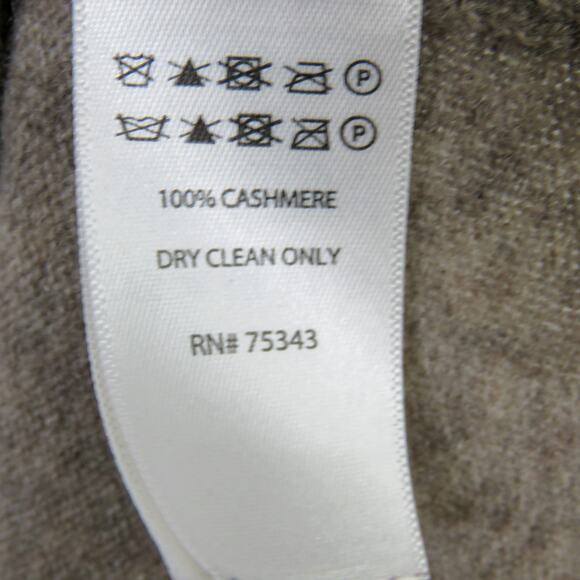 P
P
100% CASHMERE
DRY CLEAN ONLY
RN# 75343